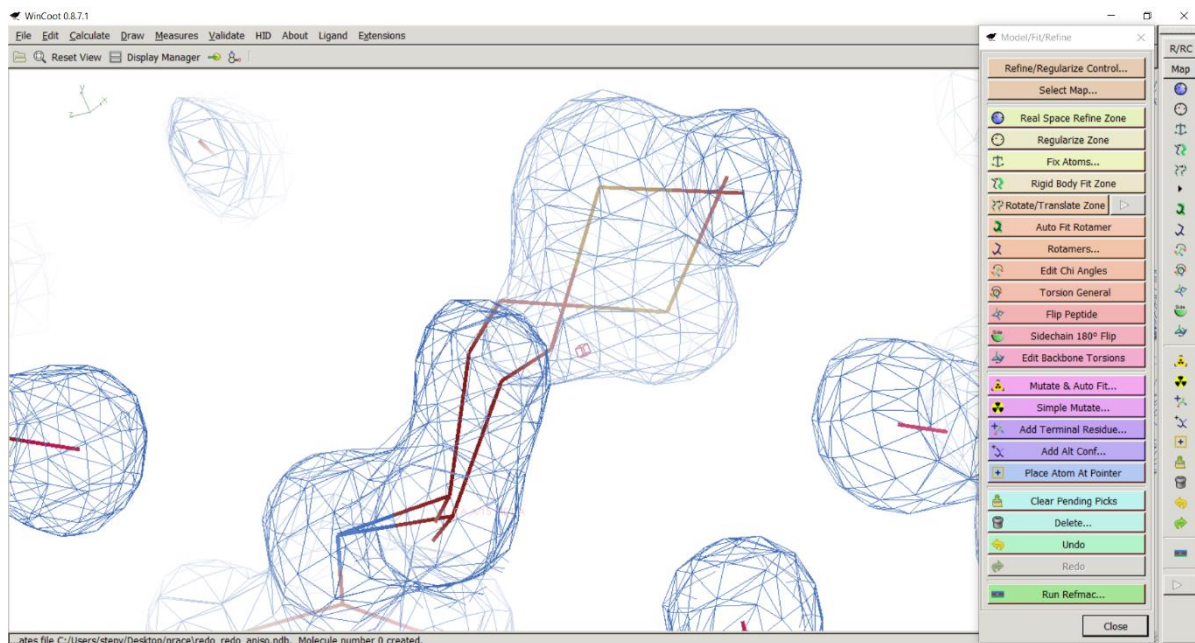 WinCoot 0.8.7.1
File Edit Calculate Draw Measures Validate HID About Ligand Extensions
Reset View Display Manager
Model/Fit/Refine
R/RC
Map
Refine/Regularize Control...
Select Map...
Real Space Refine Zone
Regularize Zone
Fix Atoms...
Rigid Body Fit Zone
Rotate/Translate Zone
Auto Fit Rotamer
Rotamers...
Edit Chi Angles
Torsion General
Flip Peptide
Sidechain 180° Flip
Edit Backbone Torsions
Mutate & Auto Fit...
Simple Mutate...
Add Terminal Residue...
Add Alt Conf...
Place Atom At Pointer
Clear Pending Picks
Delete...
Undo
Redo
Run Refmac...
Close
ates file C:/Users/steny/Desktop/grace\redo_redo_aniso.pdb. Molecule number 0 created.